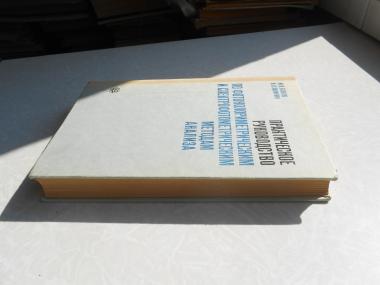 ПРАКТИЧЕСКОЕ
РУКОВОДСТВО
ПО ФОТОКОЛОРИМЕТРИЧЕСКИМ
И СПЕКТРОФОТОМЕТРИЧЕСКИМ
МЕТОДАМ
АНАЛИЗА